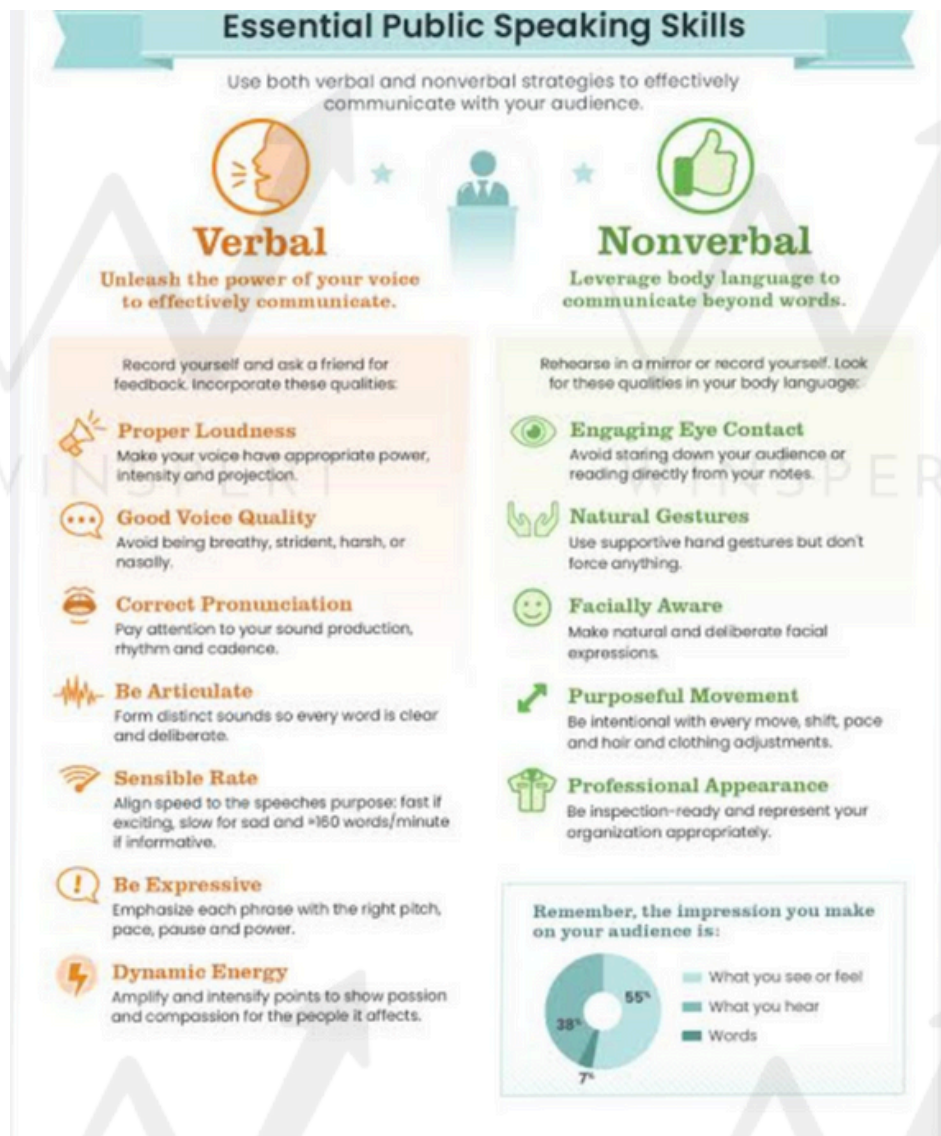 Essential Public Speaking Skills
Use both verbal and nonverbal strategies to effectively
communicate with your audience.
Verbal
Unleash the power of your voice
to effectively communicate.
Record yourself and ask a friend for
feedback. Incorporate these qualities:
Proper Loudness
Make your voice have appropriate power,
intensity and projection.
Good Voice Quality
Avoid being breathy, strident, harsh, or
nasally.
Correct Pronunciation
Pay attention to your sound production,
rhythm and cadence.
Be Articulate
Form distinct sounds so every word is clear
and deliberate.
Sensible Rate
Align speed to the speeches purpose: fast if
exciting, slow for sad and ≈160 words/minute
if informative.
Be Expressive
Emphasize each phrase with the right pitch,
pace, pause and power.
Dynamic Energy
Amplify and intensify points to show passion
and compassion for the people it affects.
Nonverbal
Leverage body language to
communicate beyond words.
Rehearse in a mirror or record yourself. Look
for these qualities in your body language:
Engaging Eye Contact
Avoid staring down your audience or
reading directly from your notes.
Natural Gestures
Use supportive hand gestures but don't
force anything.
Facially Aware
Make natural and deliberate facial
expressions.
Purposeful Movement
Be intentional with every move, shift, pace
and hair and clothing adjustments.
Professional Appearance
Be inspection-ready and represent your
organization appropriately.
Remember, the impression you make
on your audience is:
55%
38%
7%
What you see or feel
What you hear
Words
WINSPERT
WINSPER